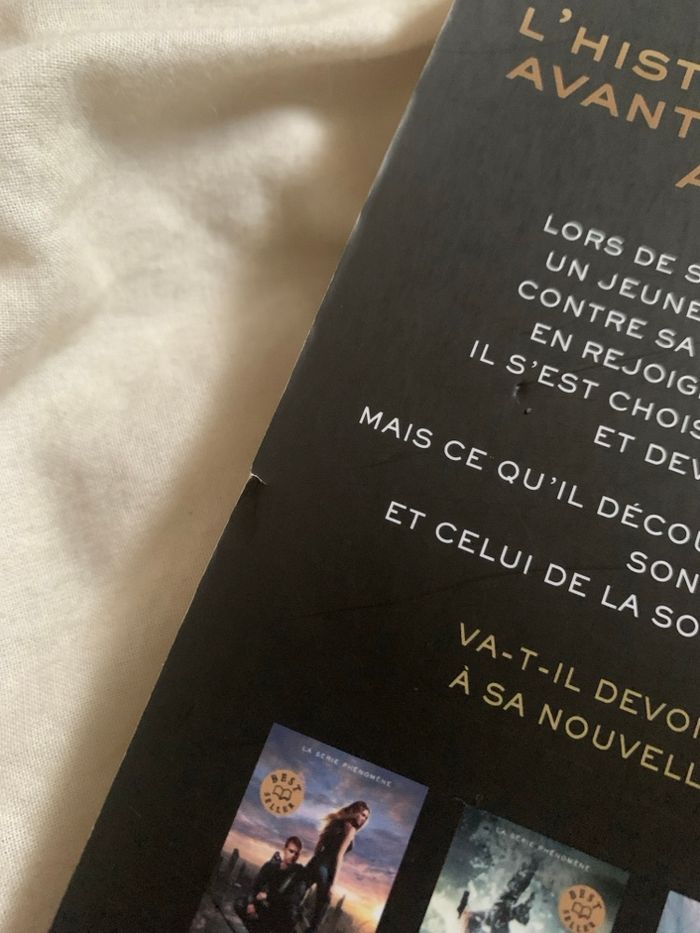 L'HIST
AVANT
A
LORS DE S
UN JEUNE
CONTRE SA
EN REJOIG
IL S'EST CHOIS
ET DEV
MAIS CE QU'IL DÉCOU
SON
ET CELUI DE LA SO
VA-T-IL DEVOI
À SA NOUVELL
LA SÉRIE PHÉNOMÈNE
BEST
SELLER
LA SÉRIE PHÉNOMÈNE
BEST
SELLER